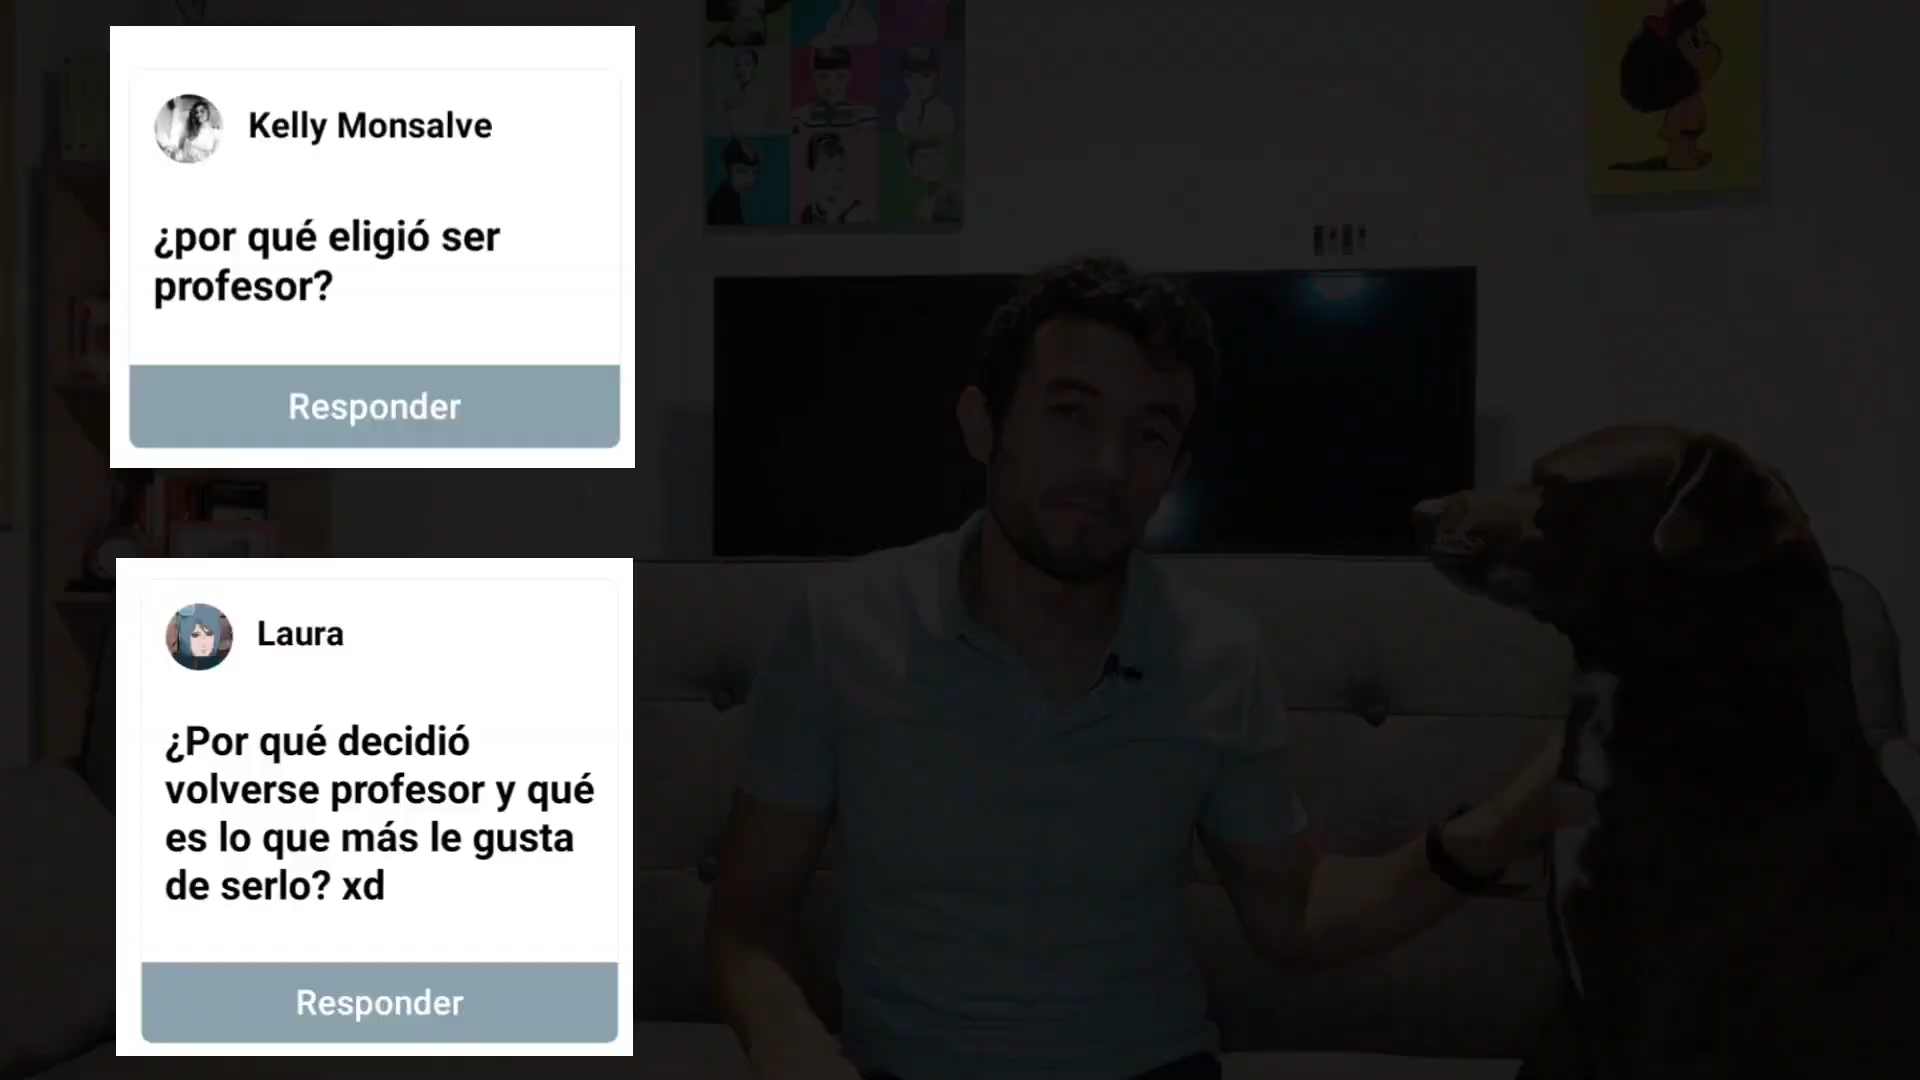 Kelly Monsalve
¿por qué eligió ser
profesor?
Responder
Laura
¿Por qué decidió
volverse profesor y qué
es lo que más le gusta
de serlo? xd
Responder